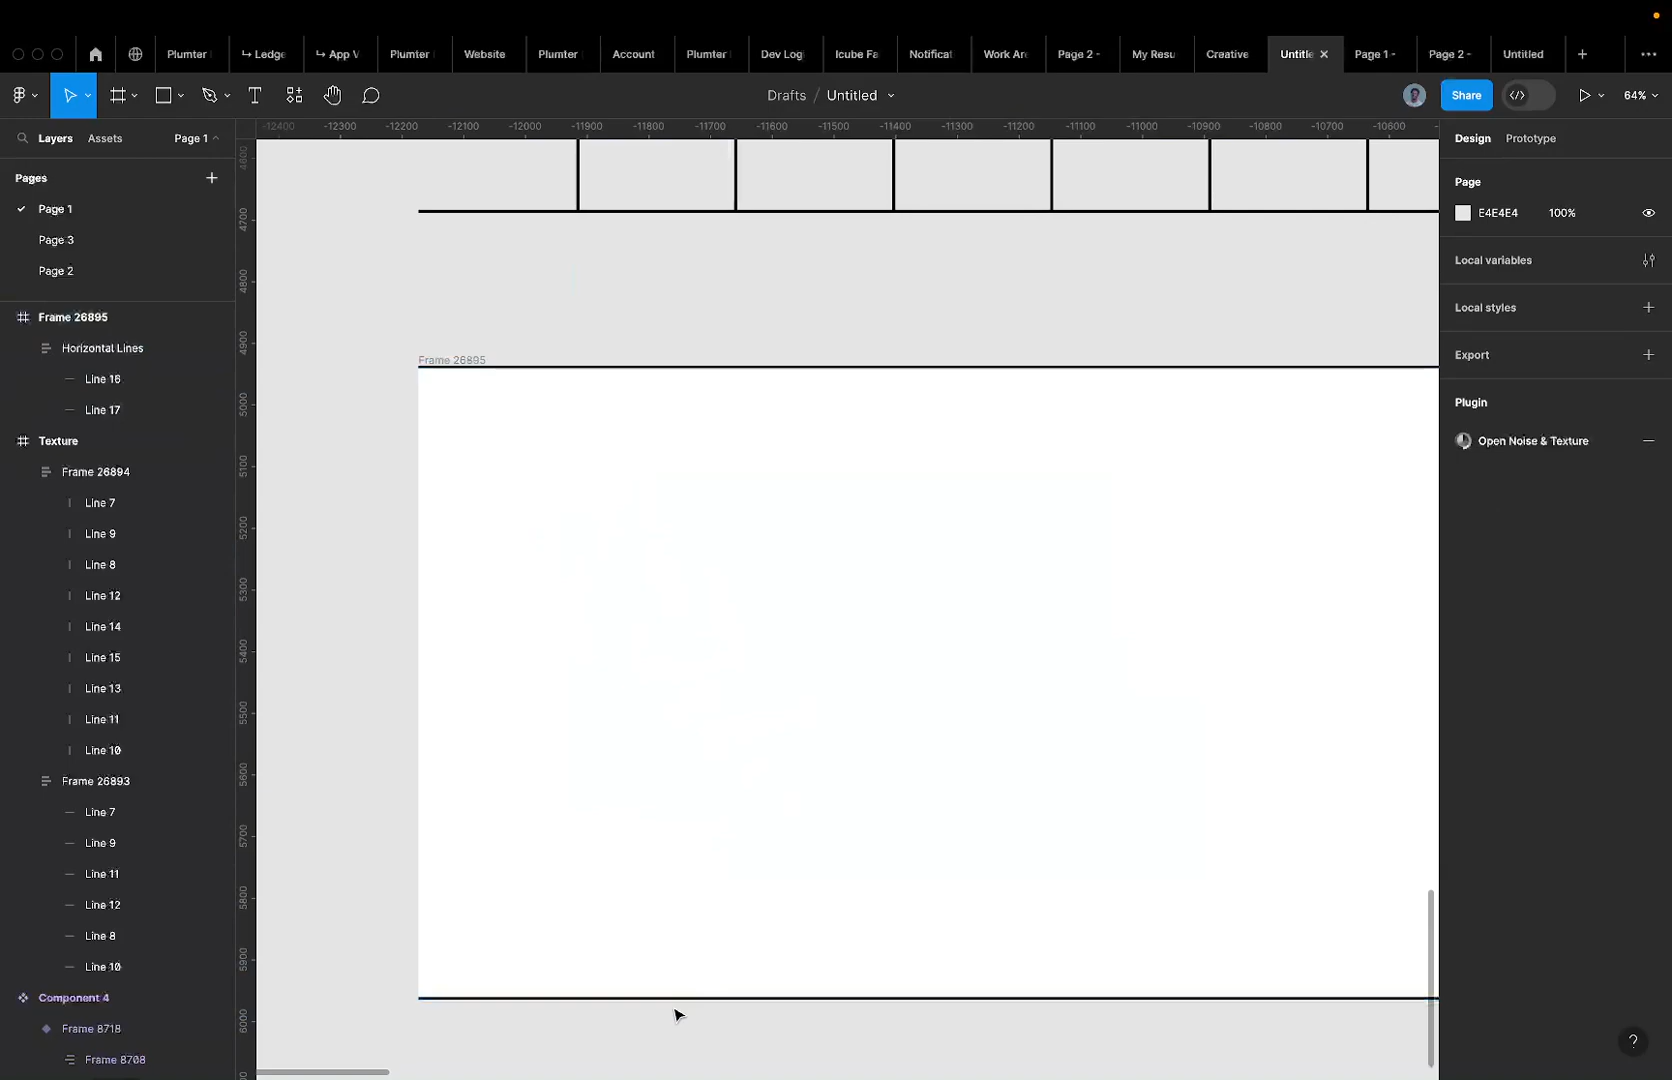 Plumter
↳ Ledge
↳ App V
Plumter
Website
Plumter
Account
Plumter
Dev Log
Icube Fa
Notificat
Work Are
Page 2 -
My Resu
Creative
Untitle
Page 1 -
Page 2 -
Untitled
Drafts / Untitled
Share
64%
Layers Assets Page 1
Pages
Page 1
Page 3
Page 2
Frame 26895
Horizontal Lines
Line 16
Line 17
Texture
Frame 26894
Line 7
Line 9
Line 8
Line 12
Line 14
Line 15
Line 13
Line 11
Line 10
Frame 26893
Line 7
Line 9
Line 11
Line 12
Line 8
Line 10
Component 4
Frame 8718
Frame 8708
-12400 -12300 -12200 -12100 -12000 -11900 -11800 -11700 -11600 -11500 -11400 -11300 -11200 -11100 -11000 -10900 -10800 -10700 -10600
4600
4700
4800
4900
5000
5100
5200
5300
5400
5500
5600
5700
5800
5900
6000
Frame 26895
Design Prototype
Page
E4E4E4 100%
Local variables
Local styles
Export
Plugin
Open Noise & Texture
?